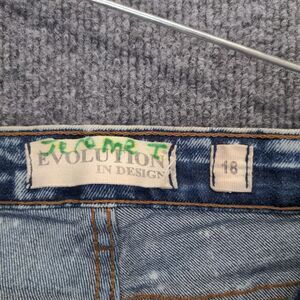 Jerome T
EVOLUTION
IN DESIGN
18